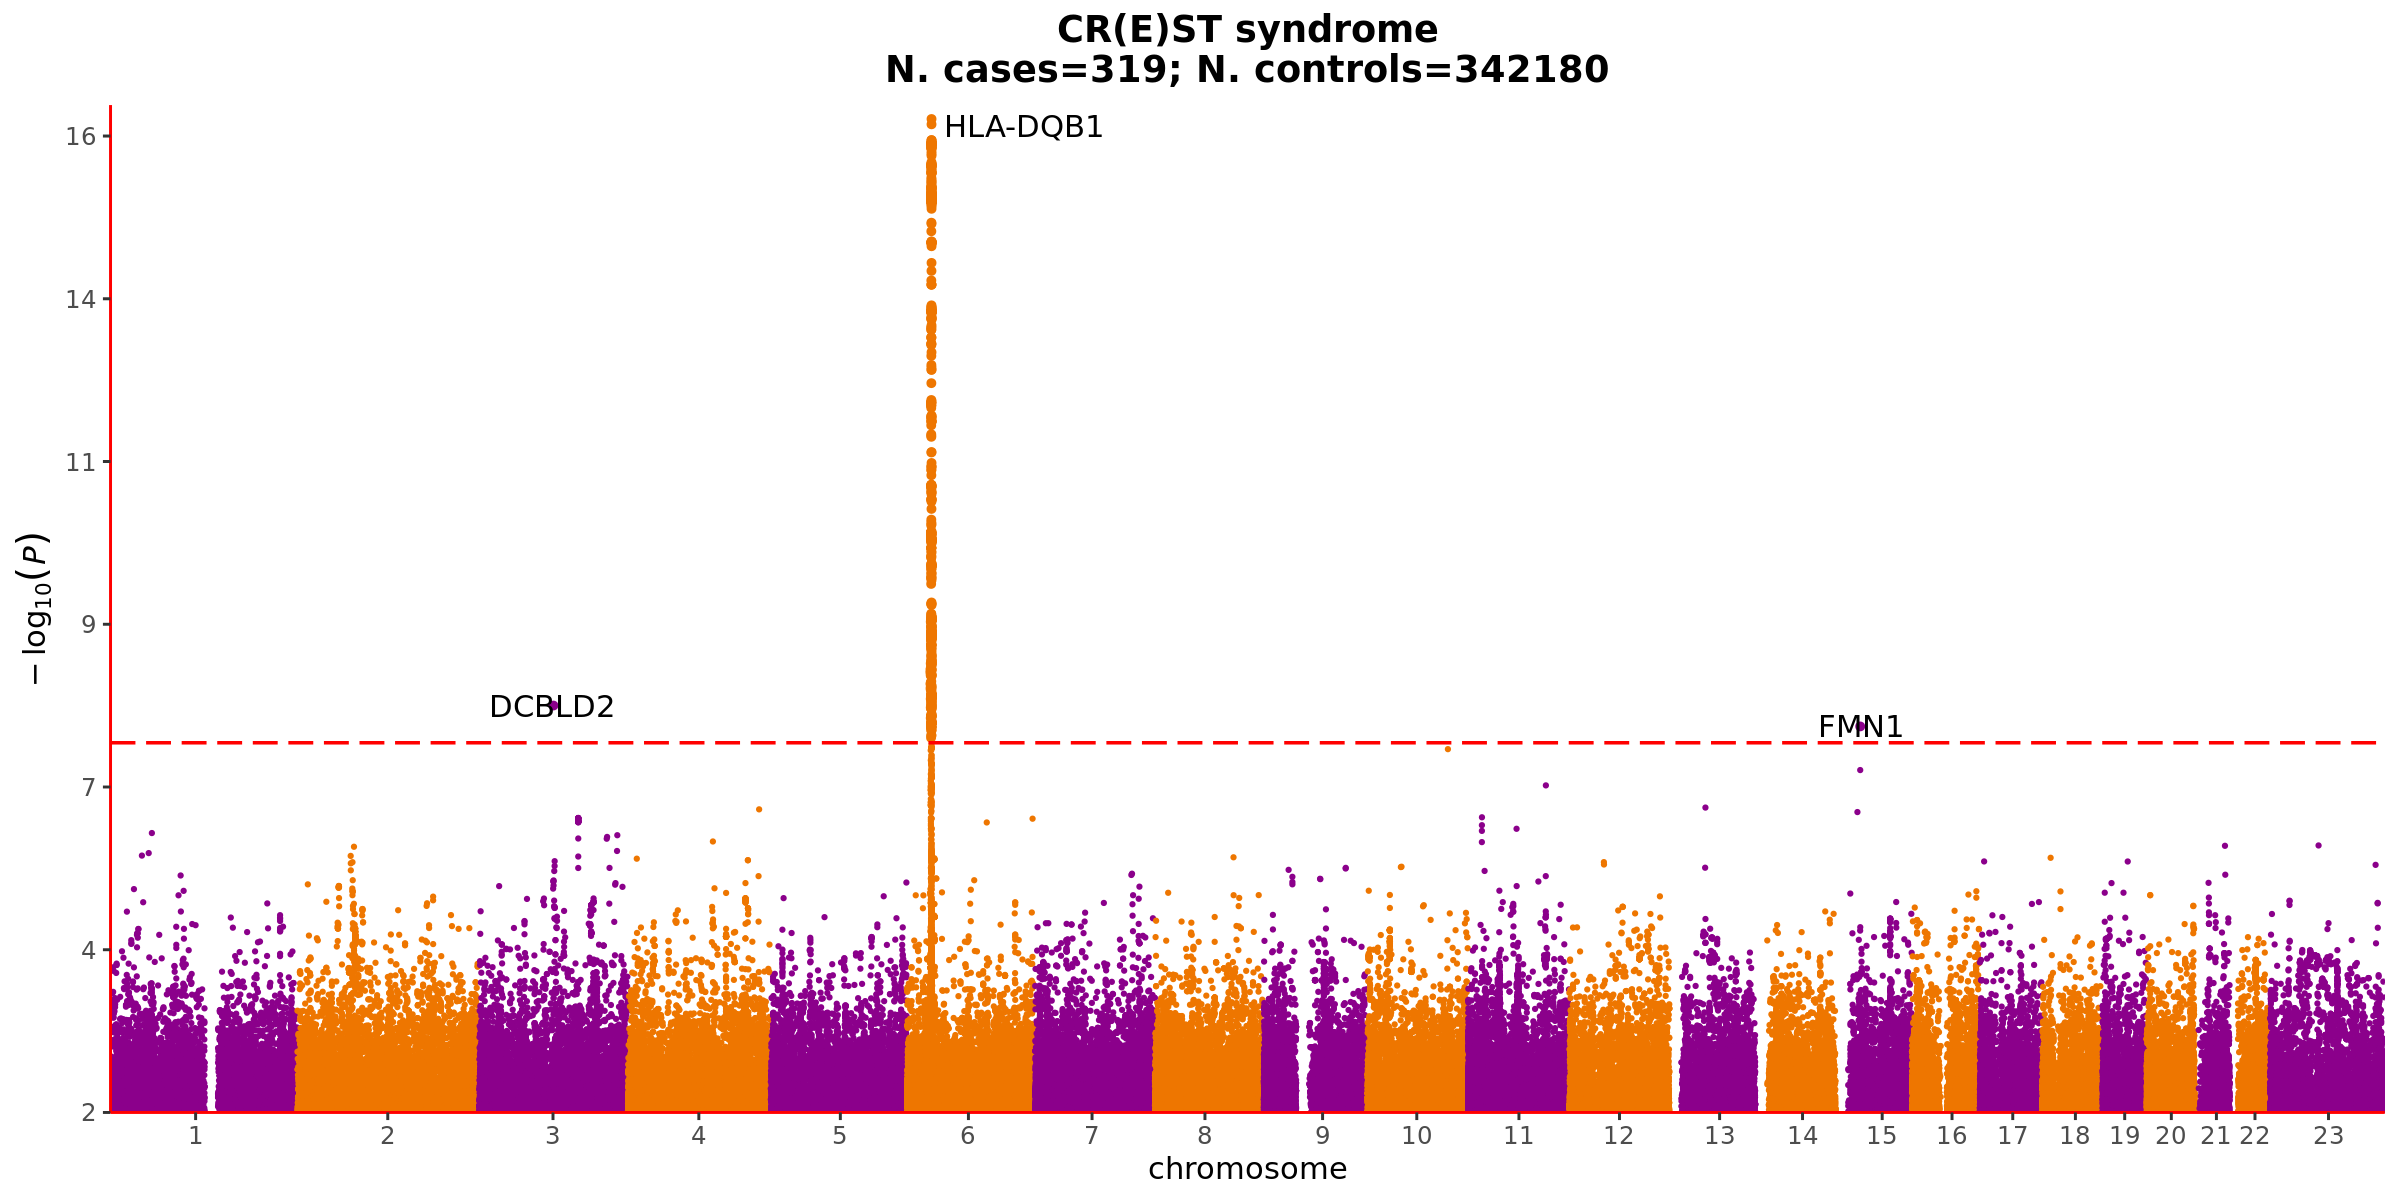 CR(E)ST syndrome
N. cases=319; N. controls=342180
16
14
11
9
7
4
2
−log10(P)
HLA-DQB1
DCBLD2
FMN1
1 2 3 4 5 6 7 8 9 10 11 12 13 14 15 16 17 18 19 20 21 22 23
chromosome